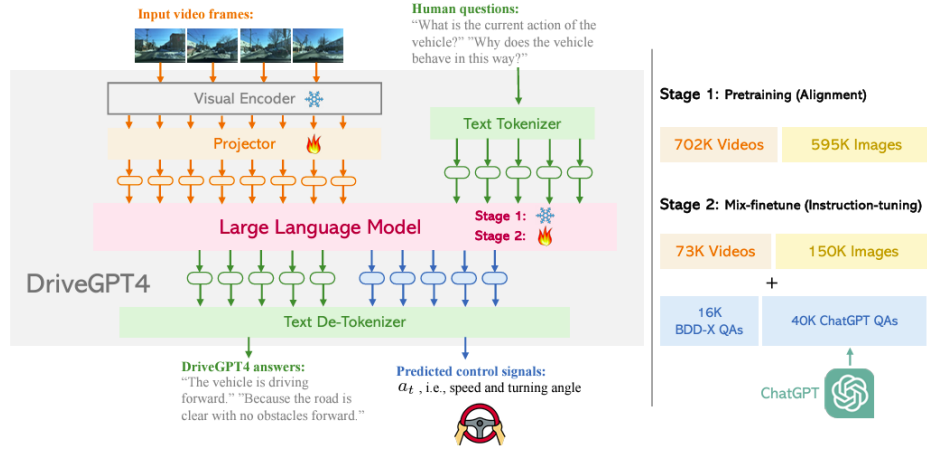 Input video frames:
Human questions:
“What is the current action of the
vehicle?” ”Why does the vehicle
behave in this way?”
Visual Encoder
Projector
Text Tokenizer
Large Language Model
Stage 1:
Stage 2:
DriveGPT4
Text De-Tokenizer
DriveGPT4 answers:
“The vehicle is driving
forward.” ”Because the road is
clear with no obstacles forward.”
Predicted control signals:
at , i.e., speed and turning angle
Stage 1: Pretraining (Alignment)
702K Videos
595K Images
Stage 2: Mix-finetune (Instruction-tuning)
73K Videos
150K Images
+
16K
BDD-X QAs
40K ChatGPT QAs
ChatGPT